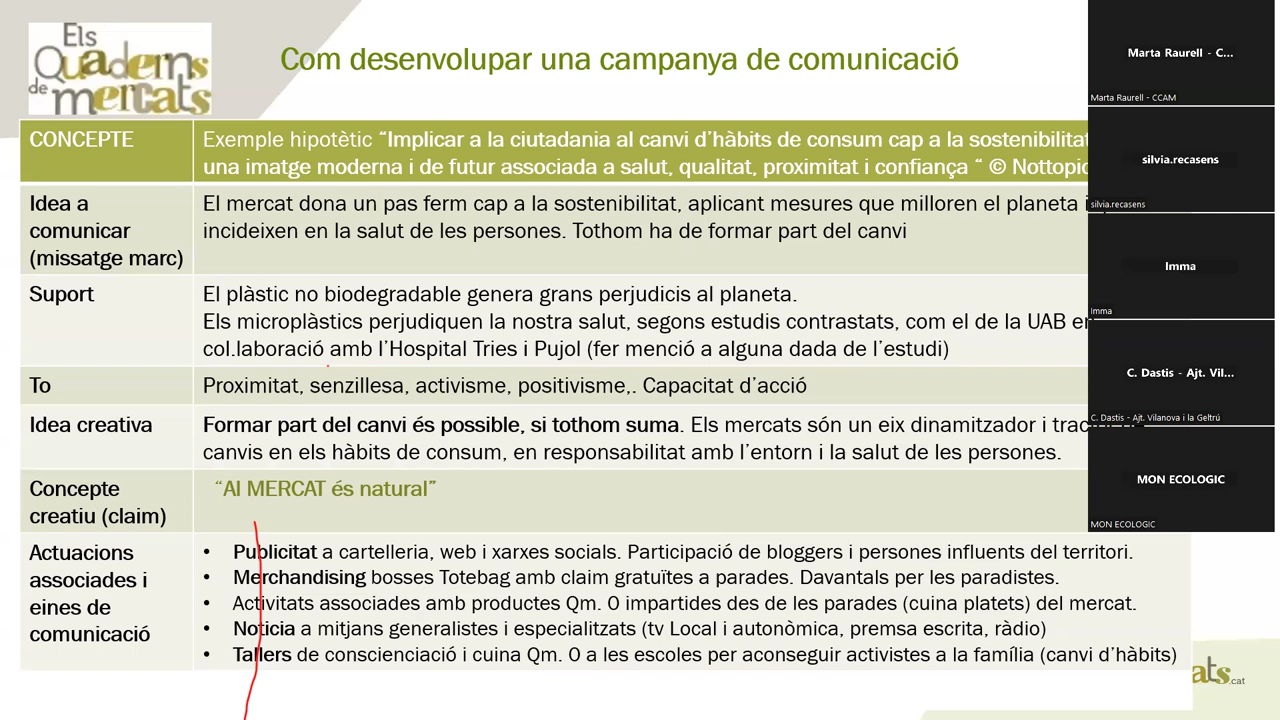 Els
Quaderns
de mercats
Com desenvolupar una campanya de comunicació
CONCEPTE
Exemple hipotètic “Implicar a la ciutadania al canvi d’hàbits de consum cap a la sostenibilitat
una imatge moderna i de futur associada a salut, qualitat, proximitat i confiança “ © Nottopic
Idea a
comunicar
(missatge marc)
El mercat dona un pas ferm cap a la sostenibilitat, aplicant mesures que milloren el planeta i
incideixen en la salut de les persones. Tothom ha de formar part del canvi
Suport
El plàstic no biodegradable genera grans perjudicis al planeta.
Els microplàstics perjudiquen la nostra salut, segons estudis contrastats, com el de la UAB en
col.laboració amb l’Hospital Tries i Pujol (fer menció a alguna dada de l’estudi)
To
Proximitat, senzillesa, activisme, positivisme,. Capacitat d’acció
Idea creativa
Formar part del canvi és possible, si tothom suma. Els mercats són un eix dinamitzador i
canvis en els hàbits de consum, en responsabilitat amb l’entorn i la salut de les persones.
Concepte
creatiu (claim)
“Al MERCAT és natural”
Actuacions
associades i
eines de
comunicació
• Publicitat a cartelleria, web i xarxes socials. Participació de bloggers i persones influents del territori.
• Merchandising bosses Totebag amb claim gratuïtes a parades. Davantals per les paradistes.
• Activitats associades amb productes Qm. 0 impartides des de les parades (cuina platets) del mercat.
• Noticia a mitjans generalistes i especialitzats (tv Local i autonòmica, premsa escrita, ràdio)
• Tallers de conscienciació i cuina Qm. 0 a les escoles per aconseguir activistes a la família (canvi d’hàbits)
ats.cat
Marta Raurell - C...
Marta Raurell - CCAM
silvia.recasens
silvia.recasens
Imma
Imma
C. Dastis - Ajt. Vil...
C. Dastis - Ajt. Vilanova i la Geltrú
MON ECOLOGIC
MON ECOLOGIC